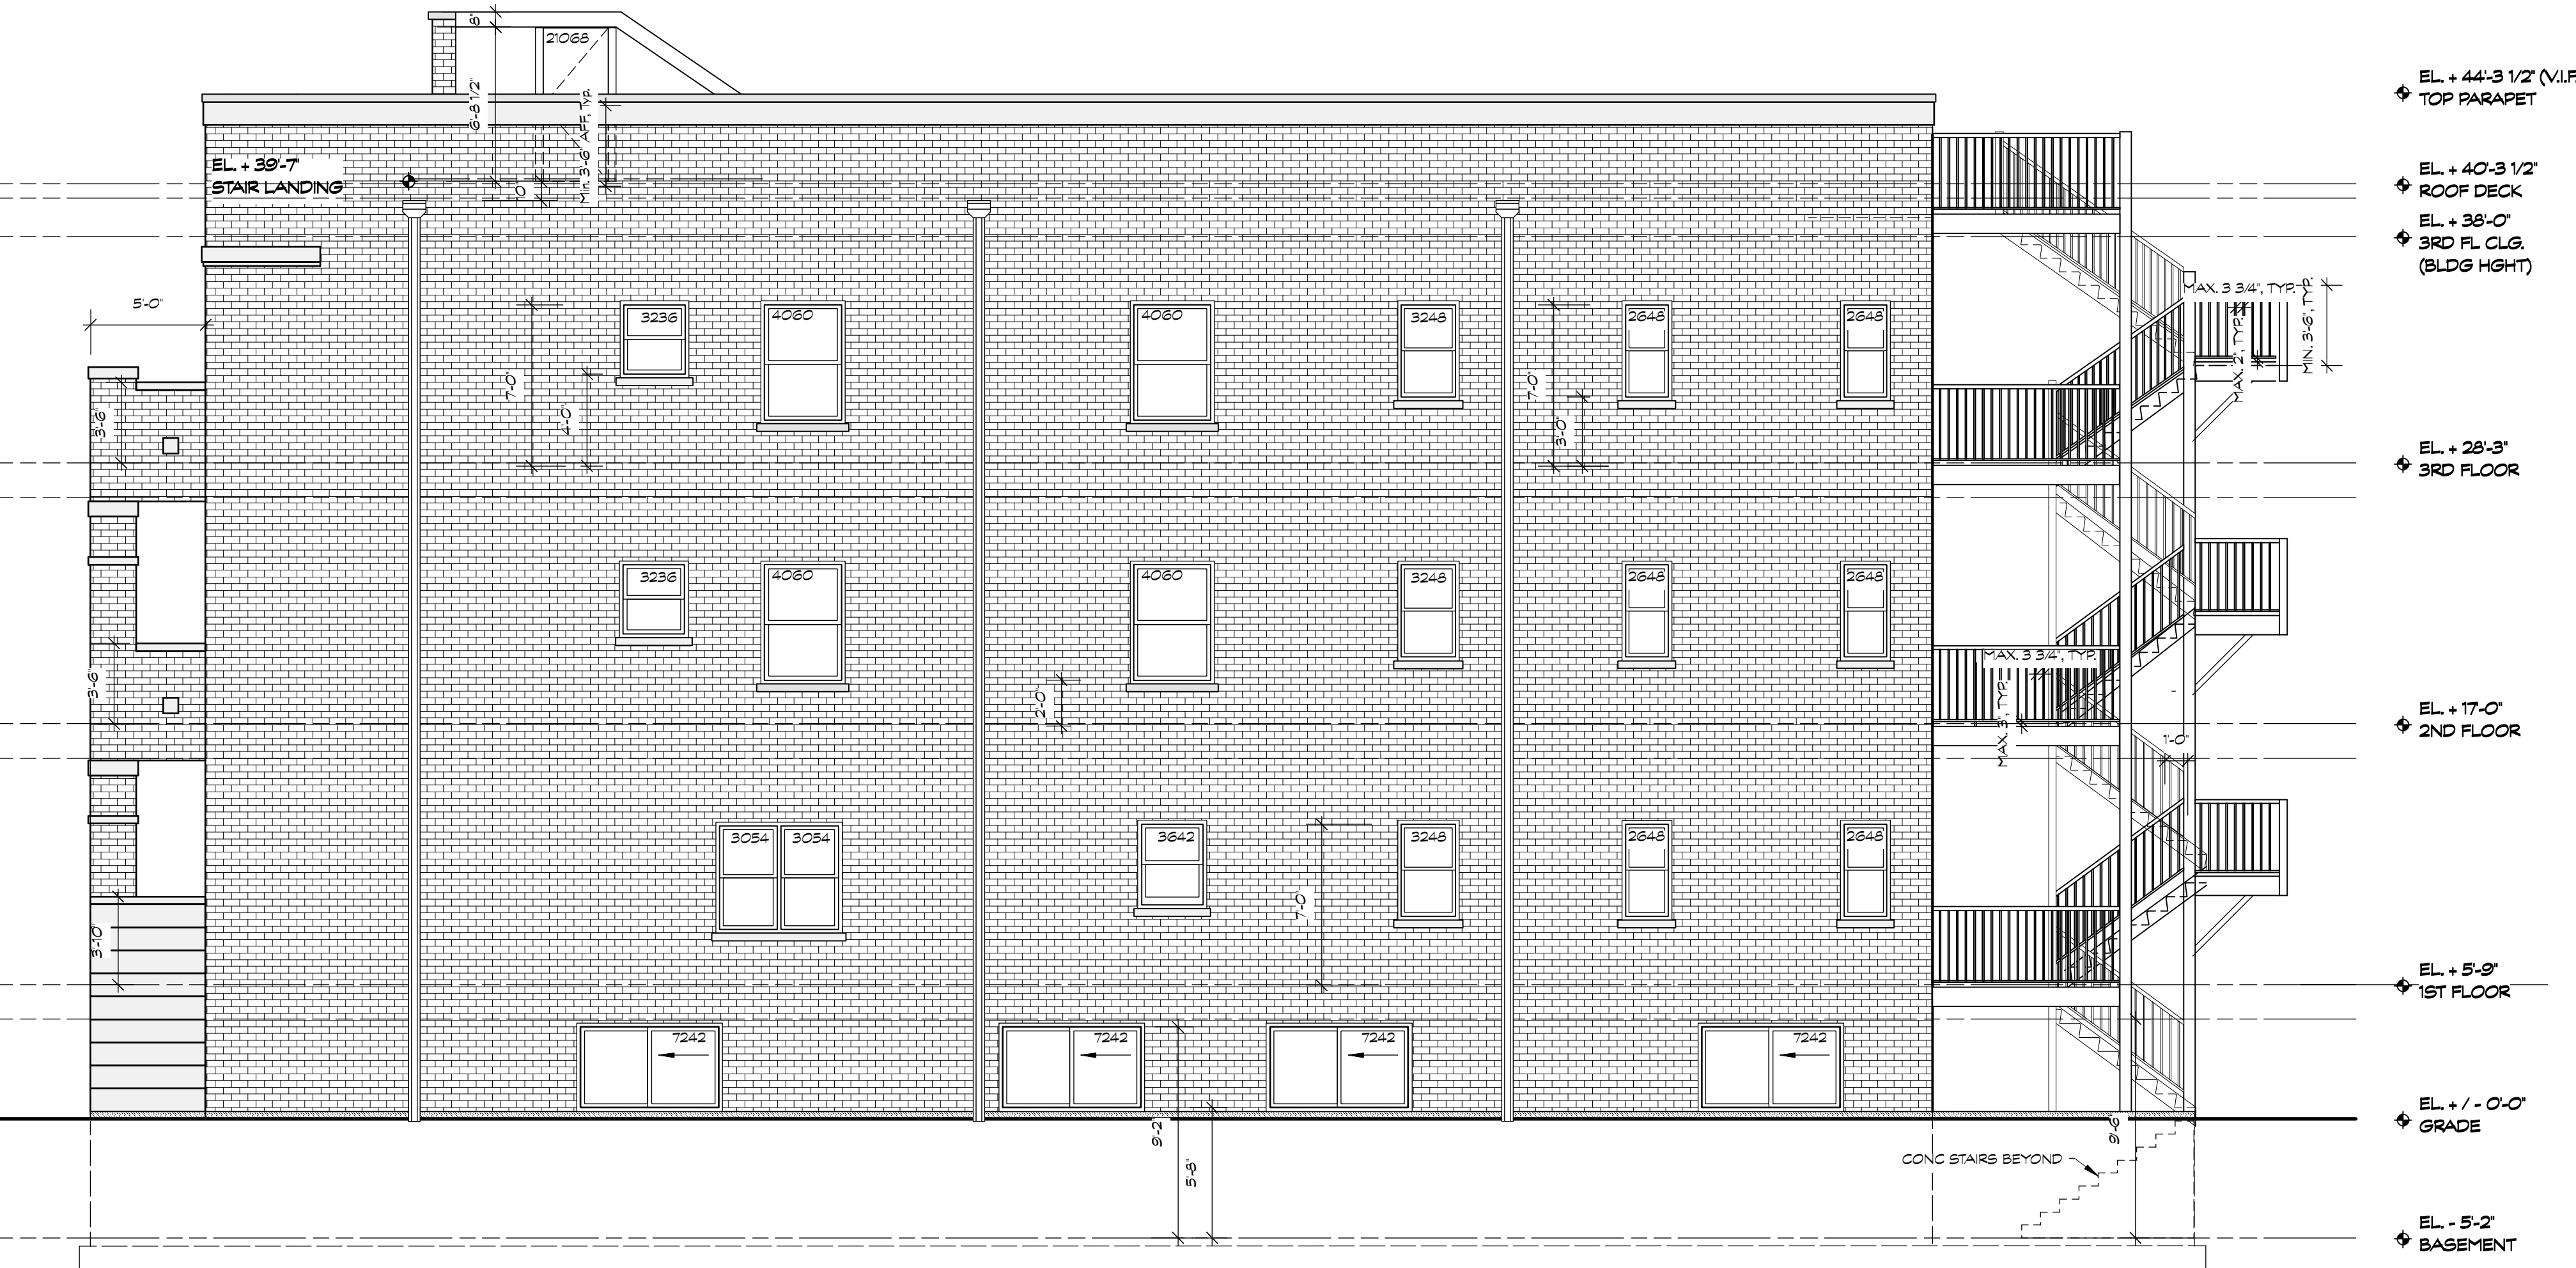 8"
21068
6'-8 1/2"
Min. 3'-6" AFF, Typ.
EL. + 44'-3 1/2" (V.I.F.
TOP PARAPET
EL. + 39'-7"
STAIR LANDING
EL. + 40'-3 1/2"
ROOF DECK
EL. + 38'-0"
3RD FL CLG.
(BLDG HGHT)
5'-0"
3236
4060
4060
3248
2648
2648
MAX. 3 3/4", TYP.
MAX. 2", TYP.
MIN. 3'-6", TYP.
7'-0"
4'-0"
7'-0"
3'-0"
3'-6"
EL. + 28'-3"
3RD FLOOR
3236
4060
4060
3248
2648
2648
3'-6"
2'-0"
MAX. 3 3/4", TYP.
MAX. 3", TYP.
EL. + 17'-0"
2ND FLOOR
1'-0"
3054
3054
3642
3248
2648
2648
7'-0"
3'-10"
EL. + 5'-9"
1ST FLOOR
7242
7242
7242
7242
EL. + / - 0'-0"
GRADE
9'-2"
5'-8"
9'-6"
CONC STAIRS BEYOND
EL. - 5'-2"
BASEMENT